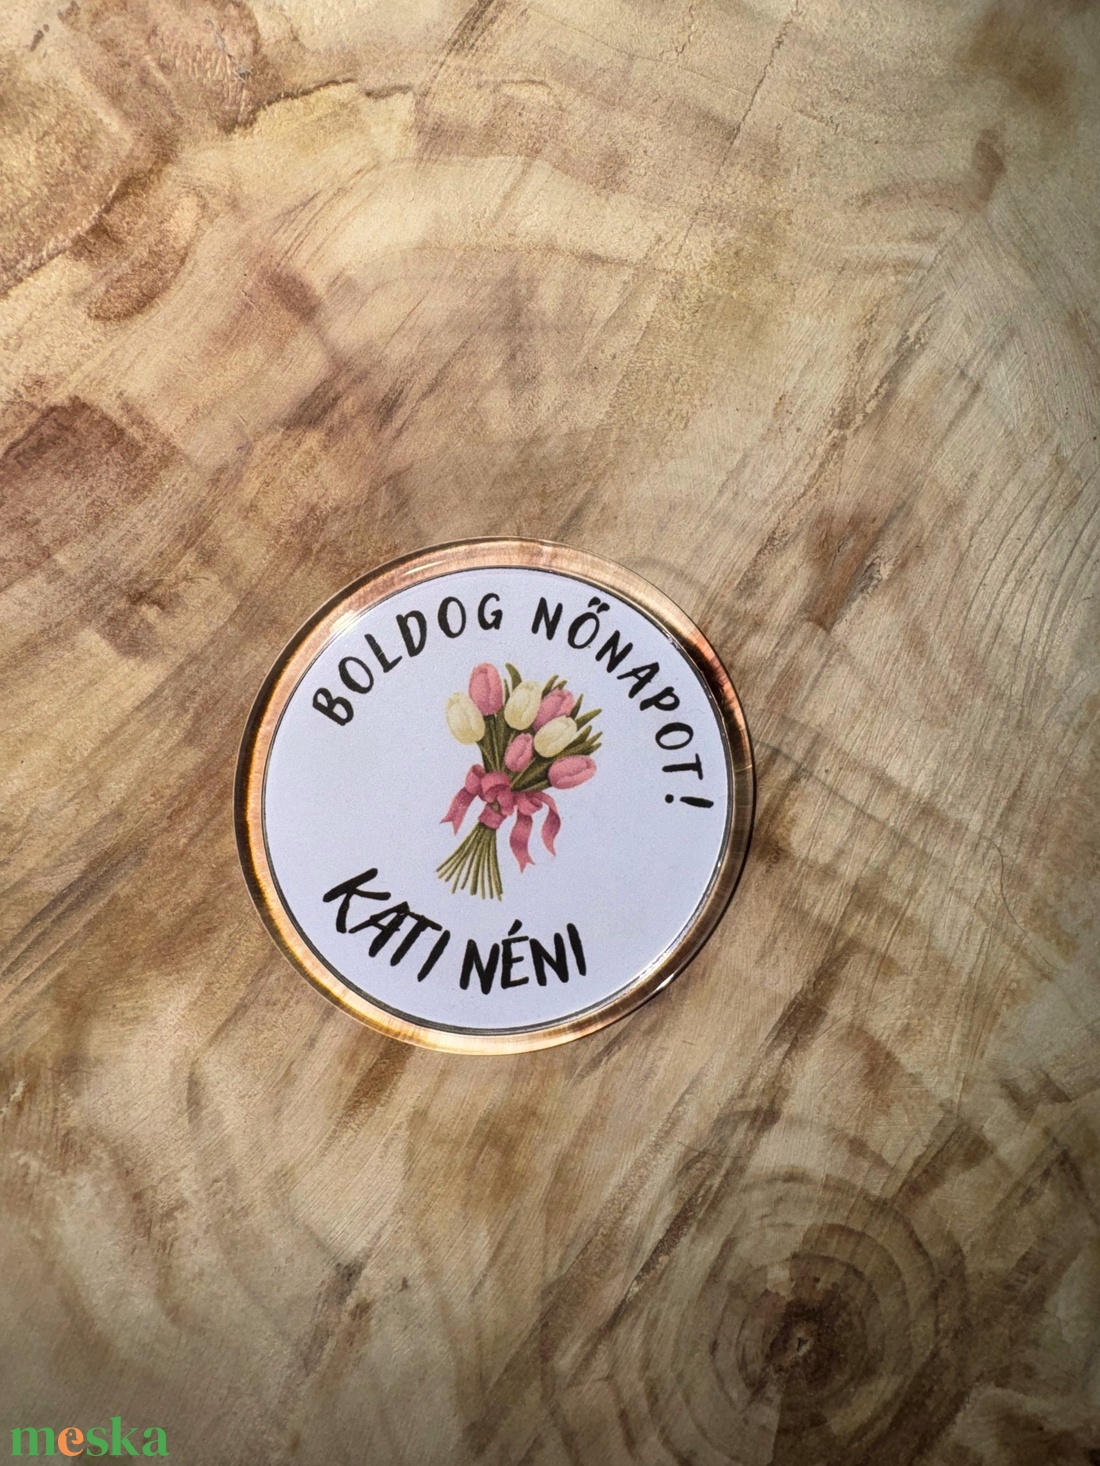 BOLDOG NŐNAPOT!
KATI NÉNI
meska